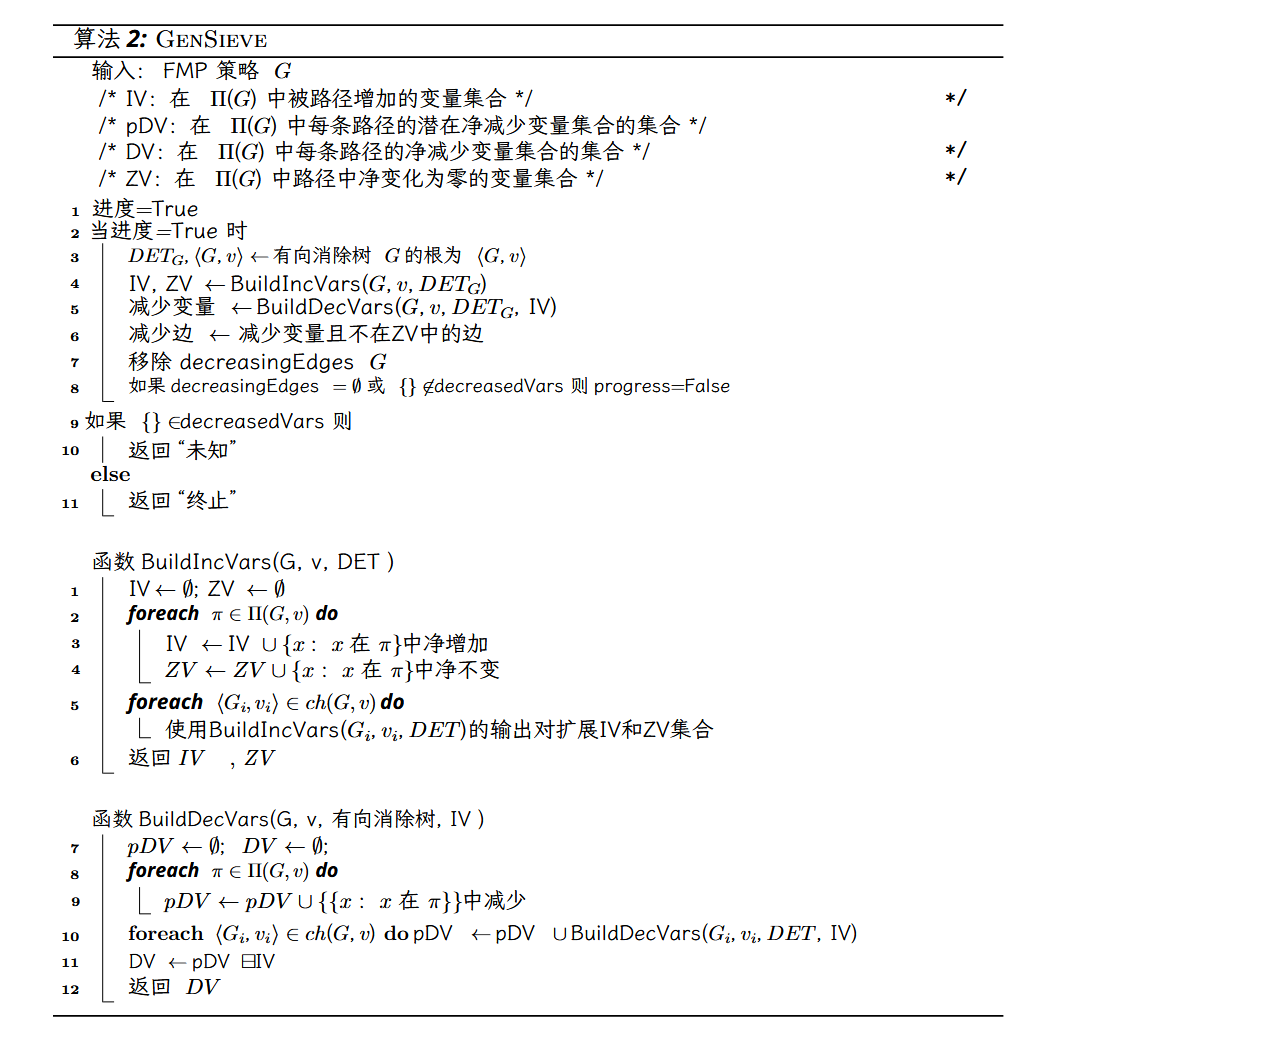 算法 2: GENSIEVE
输入： FMP 策略 G
/* IV：在 Π(G) 中被路径增加的变量集合 */ */
/* pDV：在 Π(G) 中每条路径的潜在净减少变量集合的集合 */
/* DV：在 Π(G) 中每条路径的净减少变量集合的集合 */ */
/* ZV：在 Π(G) 中路径中净变化为零的变量集合 */ */
1 进度=True
2 当进度=True 时
3 DET_G, ⟨G, v⟩ ← 有向消除树 G 的根为 ⟨G, v⟩
4 IV, ZV ← BuildIncVars(G, v, DET_G)
5 减少变量 ← BuildDecVars(G, v, DET_G, IV)
6 减少边 ← 减少变量且不在ZV中的边
7 移除 decreasingEdges G
8 如果 decreasingEdges = ∅ 或 {} ∉decreasedVars 则 progress=False
9 如果 {} ∈decreasedVars 则
10 返回 “未知”
else
11 返回 “终止”
函数 BuildIncVars(G, v, DET )
1 IV ← ∅; ZV ← ∅
2 foreach π ∈ Π(G, v) do
3 IV ← IV ∪ {x : x 在 π}中净增加
4 ZV ← ZV ∪ {x : x 在 π}中净不变
5 foreach ⟨G_i, v_i⟩ ∈ ch(G, v) do
使用BuildIncVars(G_i, v_i, DET)的输出对扩展IV和ZV集合
6 返回 IV , ZV
函数 BuildDecVars(G, v, 有向消除树, IV )
7 pDV ← ∅; DV ← ∅;
8 foreach π ∈ Π(G, v) do
9 pDV ← pDV ∪ {{x : x 在 π}}中减少
10 foreach ⟨G_i, v_i⟩ ∈ ch(G, v) do pDV ← pDV ∪ BuildDecVars(G_i, v_i, DET, IV)
11 DV ← pDV ⊟IV
12 返回 DV